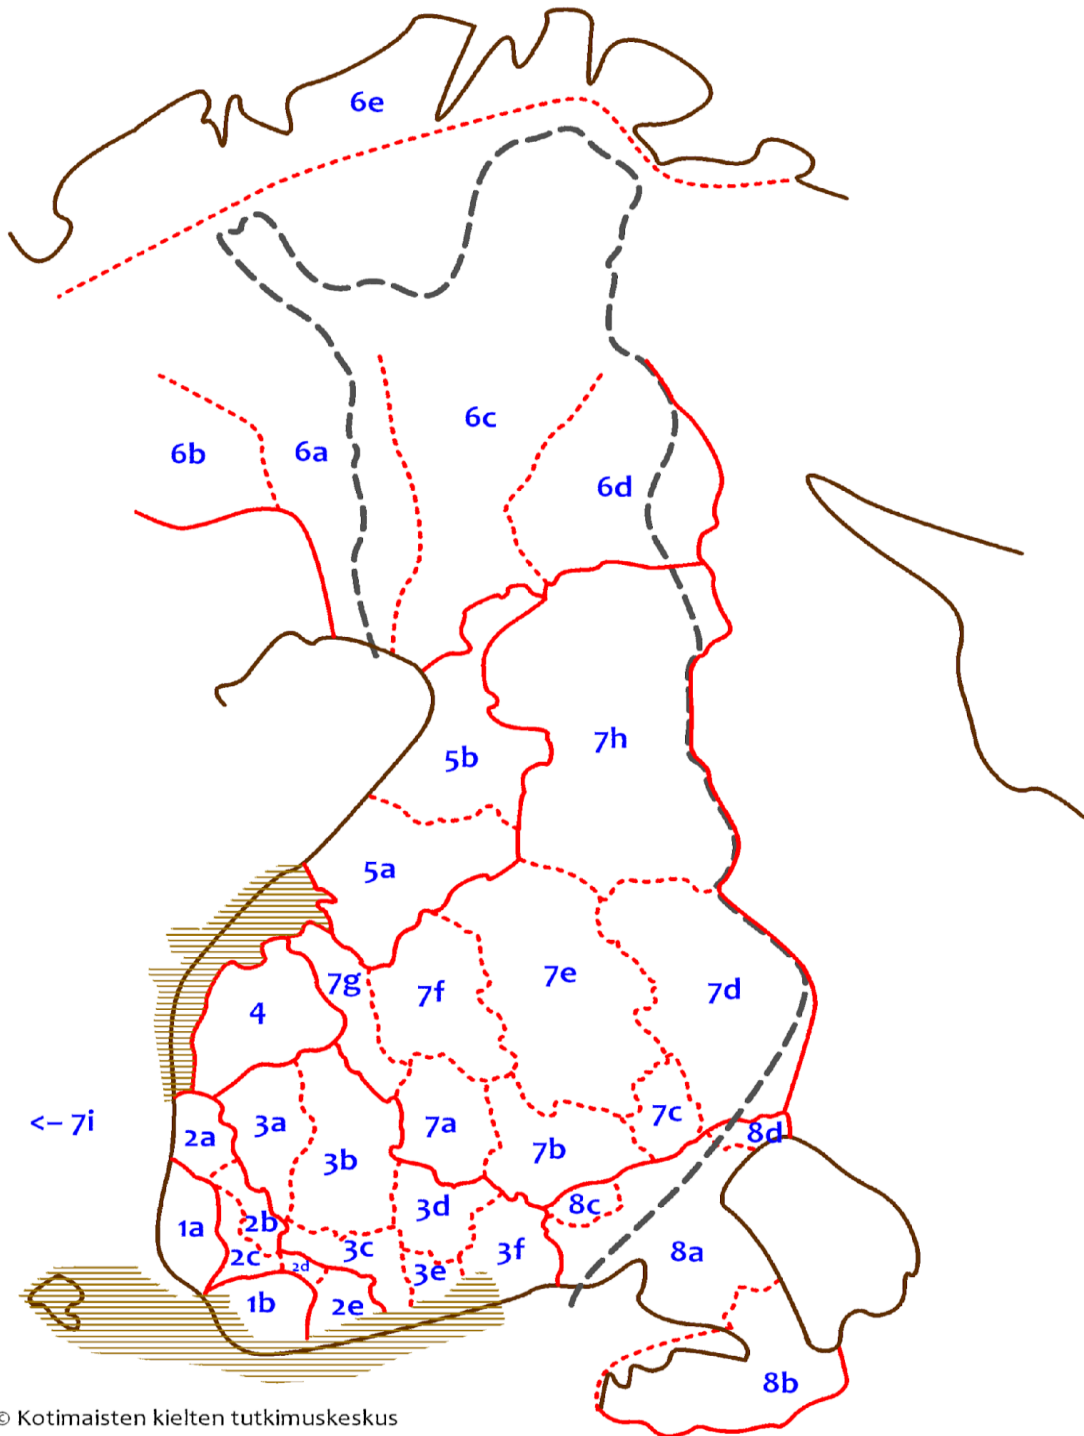 6e
6c
6b
6a
6d
7h
5b
5a
7e
7g
7f
7d
4
7c
<– 7i
3a
7a
2a
8d
7b
3b
8c
3d
2b
1a
3c
3f
8a
2c
2d
3e
1b
2e
8b
© Kotimaisten kielten tutkimuskeskus